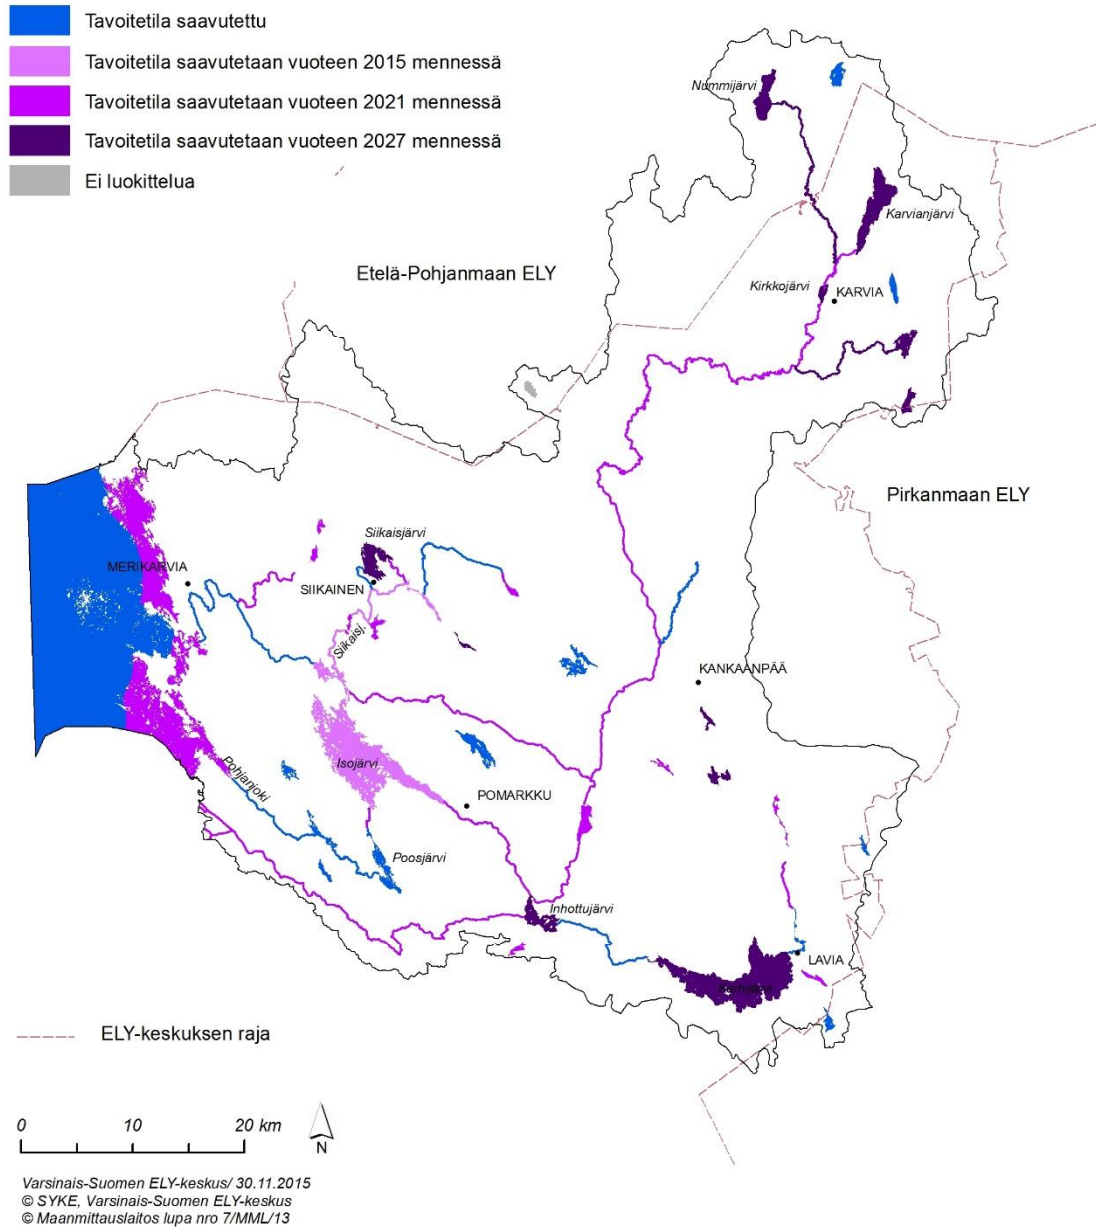 Tavoitetila saavutettu
Tavoitetila saavutetaan vuoteen 2015 mennessä
Tavoitetila saavutetaan vuoteen 2021 mennessä
Tavoitetila saavutetaan vuoteen 2027 mennessä
Ei luokittelua
Nummijärvi
Karvianjärvi
Etelä-Pohjanmaan ELY
Kirkkojärvi
KARVIA
Pirkanmaan ELY
Siikaisjärvi
MERIKARVIA
SIIKAINEN
Siikaisj.
KANKAANPÄÄ
Pohjanjoki
Isojärvi
POMARKKU
Poosjärvi
Inhottujärvi
LAVIA
Karhijärvi
ELY-keskuksen raja
0 10 20 km
N
Varsinais-Suomen ELY-keskus/ 30.11.2015
© SYKE, Varsinais-Suomen ELY-keskus
© Maanmittauslaitos lupa nro 7/MML/13